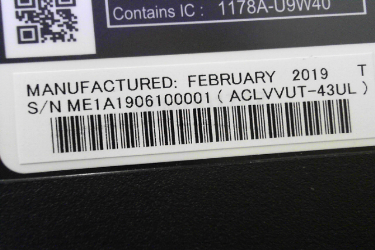 Contains IC : 1178A-U9W40
MANUFACTURED: FEBRUARY 2019 T
S/N ME1A1906100001 ( ACLVVUT-43UL )